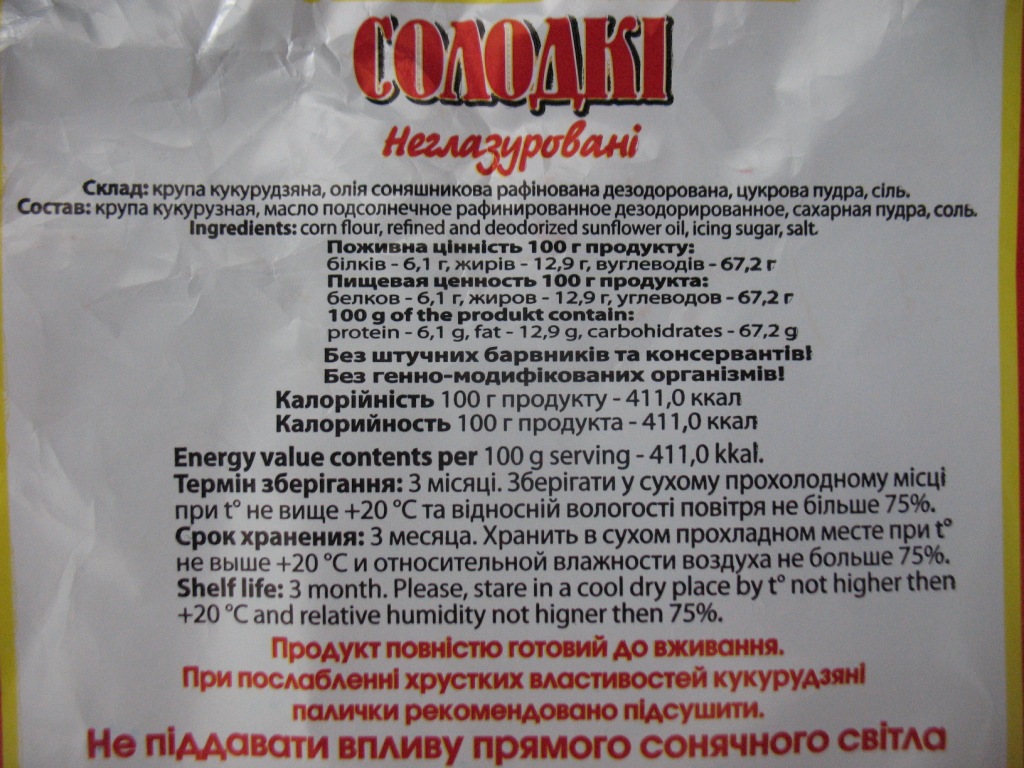 СОЛОДКІ
Неглазуровані
Склад: крупа кукурудзяна, олія соняшникова рафінована дезодорована, цукрова пудра, сіль.
Состав: крупа кукурузная, масло подсолнечное рафинированное дезодорированное, сахарная пудра, соль.
Ingredients: corn flour, refined and deodorized sunflower oil, icing sugar, salt.
Поживна цінність 100 г продукту:
білків - 6,1 г, жирів - 12,9 г, вуглеводів - 67,2 г
Пищевая ценность 100 г продукта:
белков - 6,1 г, жиров - 12,9 г, углеводов - 67,2 г
100 g of the produkt contain:
protein - 6,1 g, fat - 12,9 g, carbohidrates - 67,2 g
Без штучних барвників та консервантів!
Без генно-модифікованих організмів!
Калорійність 100 г продукту - 411,0 ккал
Калорийность 100 г продукта - 411,0 ккал
Energy value contents per 100 g serving - 411,0 kkal.
Термін зберігання: 3 місяці. Зберігати у сухому прохолодному місці
при t° не вище +20 °C та відносній вологості повітря не більше 75%.
Срок хранения: 3 месяца. Хранить в сухом прохладном месте при t°
не выше +20 °C и относительной влажности воздуха не больше 75%.
Shelf life: 3 month. Please, stare in a cool dry place by t° not higher then
+20 °C and relative humidity not higner then 75%.
Продукт повністю готовий до вживання.
При послабленні хрустких властивостей кукурудзяні
палички рекомендовано підсушити.
Не піддавати впливу прямого сонячного світла